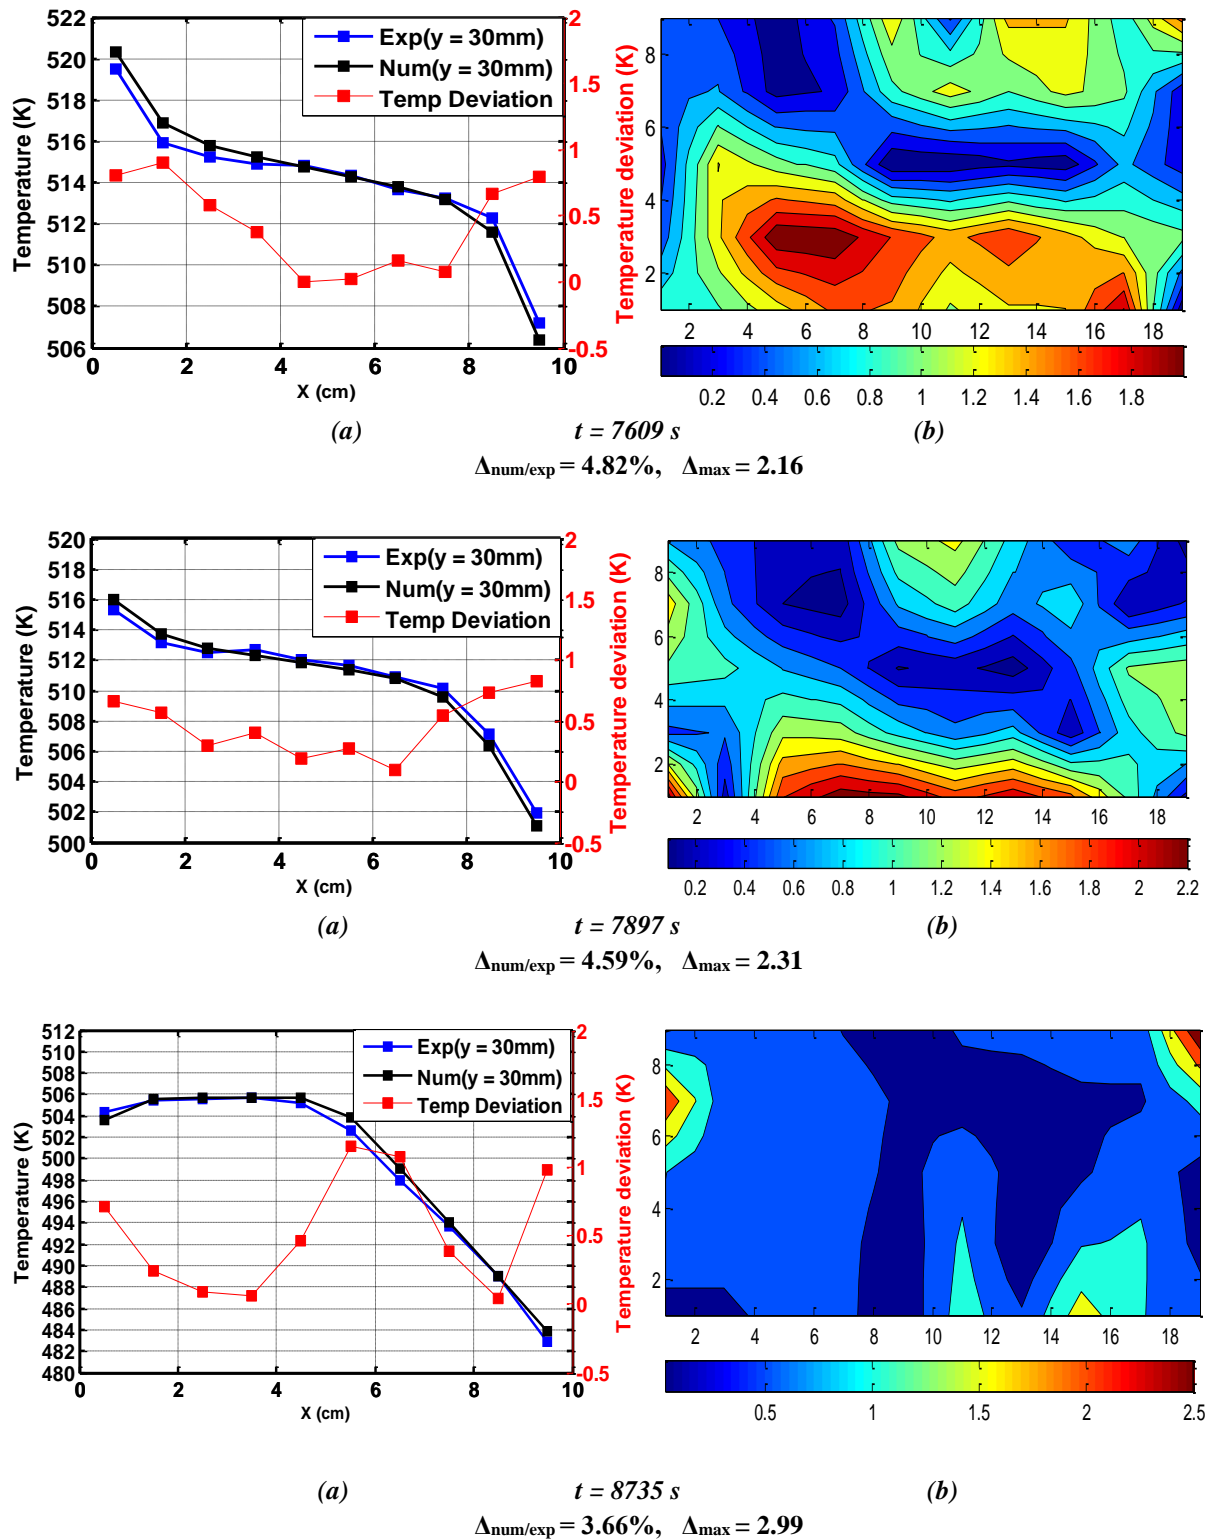 522
520
518
516
514
512
510
508
506
0 2 4 6 8 10
2
1.5
1
0.5
0
-0.5
Temperature (K)
X (cm)
Exp(y = 30mm)
Num(y = 30mm)
Temp Deviation
Temperature deviation (K)
8
6
4
2
2 4 6 8 10 12 14 16 18
0.2 0.4 0.6 0.8 1 1.2 1.4 1.6 1.8
(a) t = 7609 s (b)
Δnum/exp = 4.82%, Δmax = 2.16
520
518
516
514
512
510
508
506
504
502
500
0 2 4 6 8 10
2
1.5
1
0.5
0
-0.5
Temperature (K)
X (cm)
Exp(y = 30mm)
Num(y = 30mm)
Temp Deviation
Temperature deviation (K)
8
6
4
2
2 4 6 8 10 12 14 16 18
0.2 0.4 0.6 0.8 1 1.2 1.4 1.6 1.8 2 2.2
(a) t = 7897 s (b)
Δnum/exp = 4.59%, Δmax = 2.31
512
510
508
506
504
502
500
498
496
494
492
490
488
486
484
482
480
0 2 4 6 8 10
2
1.5
1
0.5
0
-0.5
Temperature (K)
X (cm)
Exp(y = 30mm)
Num(y = 30mm)
Temp Deviation
Temperature deviation (K)
8
6
4
2
2 4 6 8 10 12 14 16 18
0.5 1 1.5 2 2.5
(a) t = 8735 s (b)
Δnum/exp = 3.66%, Δmax = 2.99